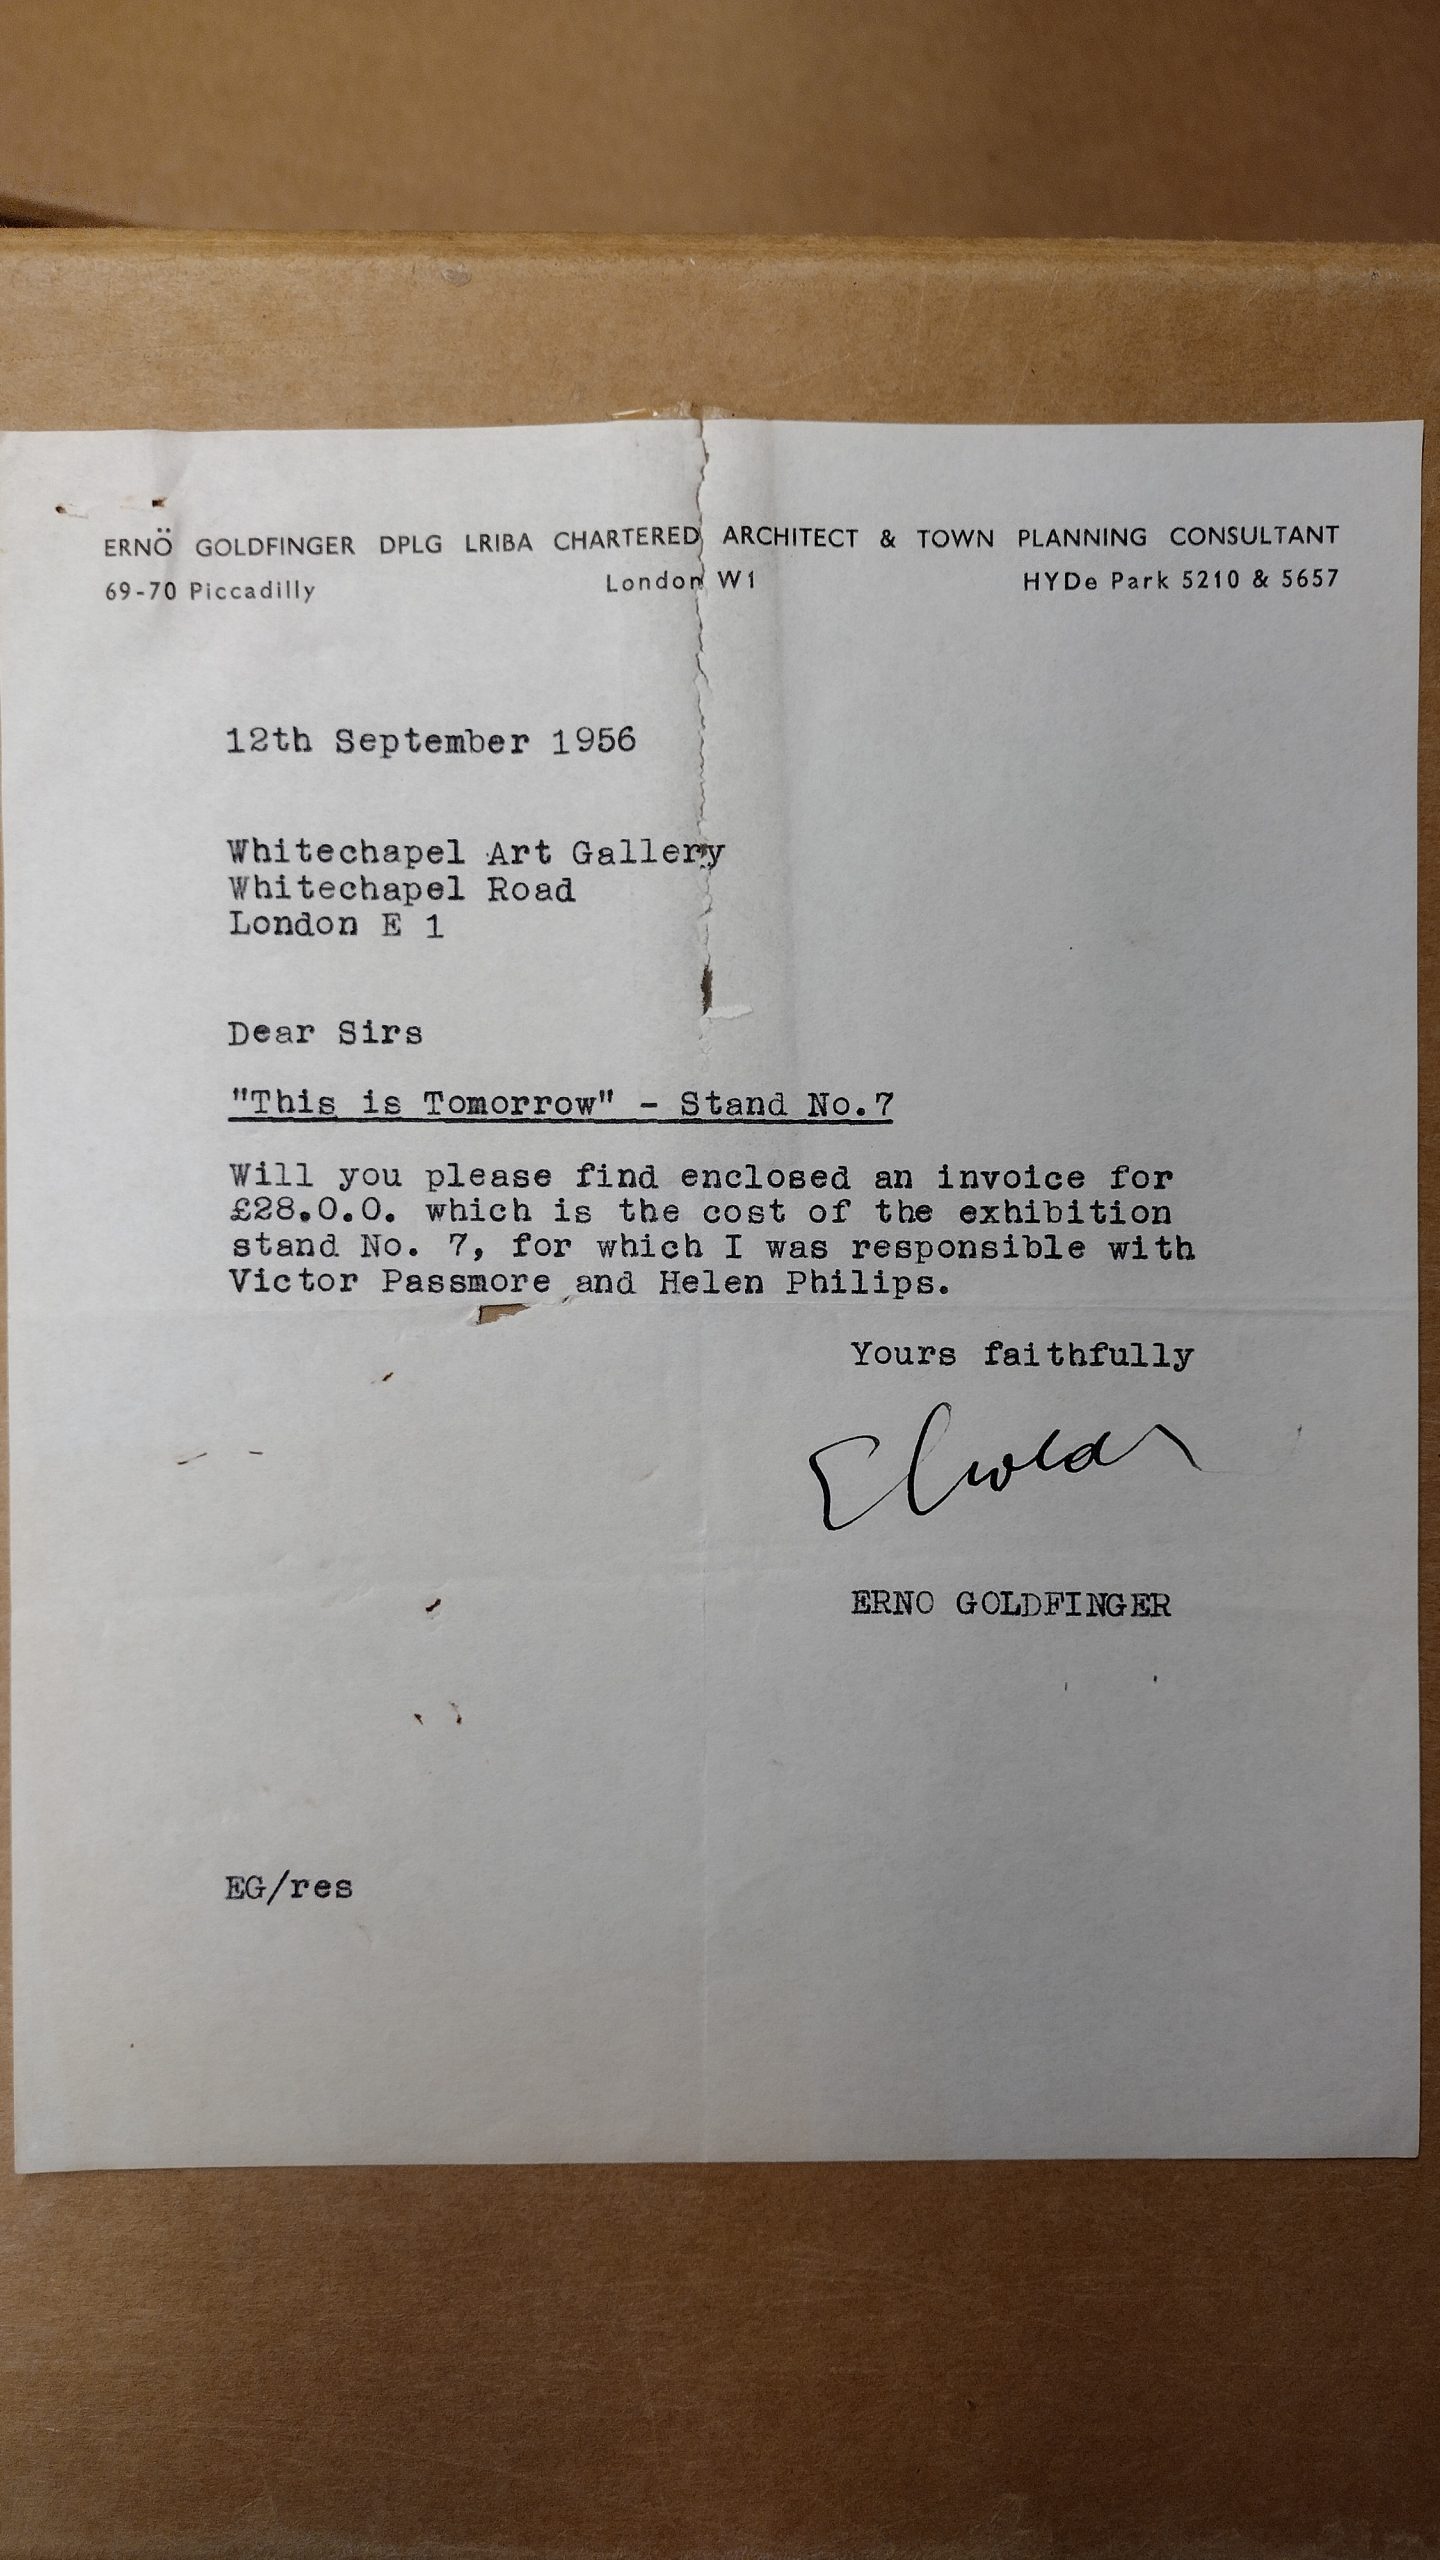 ERNÖ GOLDFINGER DPLG LRIBA CHARTERED ARCHITECT & TOWN PLANNING CONSULTANT
69-70 Piccadilly London W1 HYDe Park 5210 & 5657
12th September 1956
Whitechapel Art Gallery
Whitechapel Road
London E 1
Dear Sirs
"This is Tomorrow" - Stand No.7
Will you please find enclosed an invoice for
£28.0.0. which is the cost of the exhibition
stand No. 7, for which I was responsible with
Victor Passmore and Helen Philips.
Yours faithfully
ERNO GOLDFINGER
EG/res